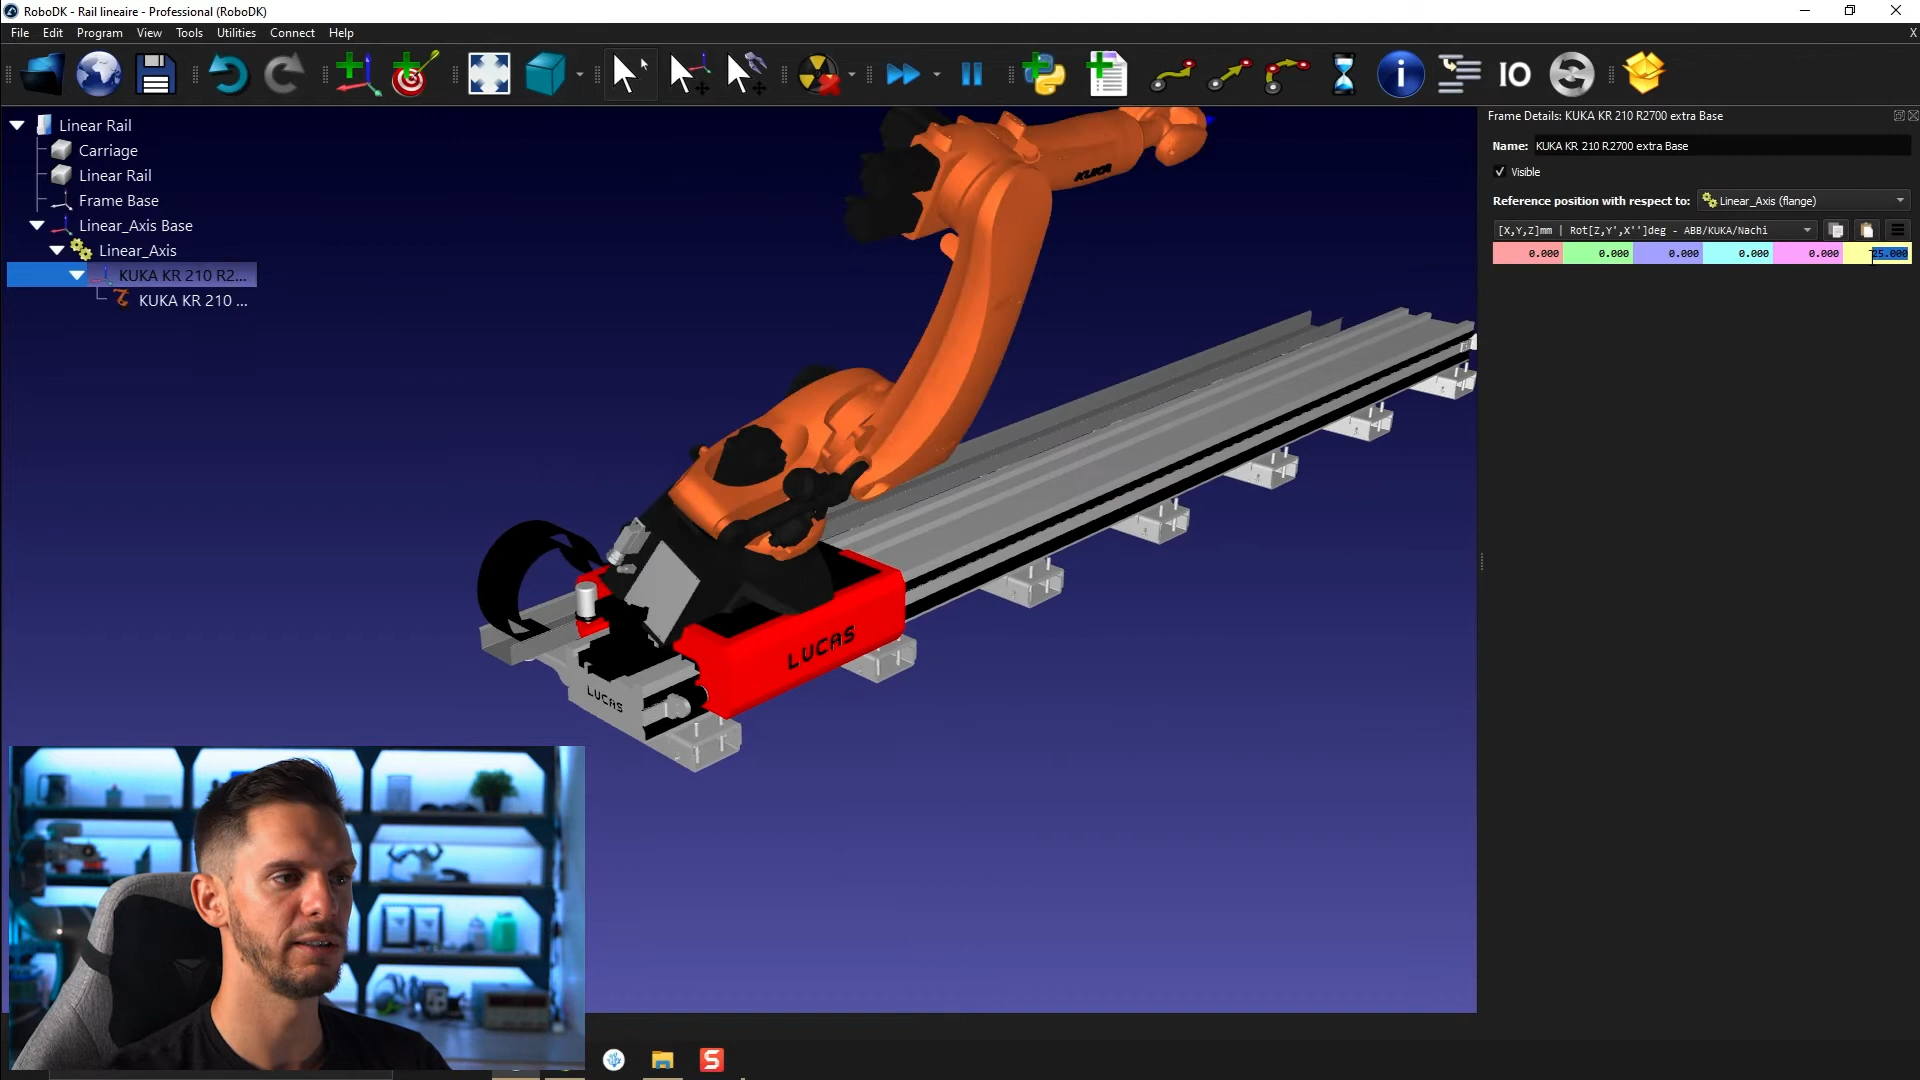 RoboDK - Rail lineaire - Professional (RoboDK)
File Edit Program View Tools Utilities Connect Help
X
IO
Linear Rail
Carriage
Linear Rail
Frame Base
Linear_Axis Base
Linear_Axis
KUKA KR 210 R2...
KUKA KR 210 ...
KUKA
LUCAS
LUCAS
Frame Details: KUKA KR 210 R2700 extra Base
Name: KUKA KR 210 R2700 extra Base
Visible
Reference position with respect to: Linear_Axis (flange)
[X,Y,Z]mm | Rot[Z,Y',X'']deg - ABB/KUKA/Nachi
0.000 0.000 0.000 0.000 0.000 25.000
S